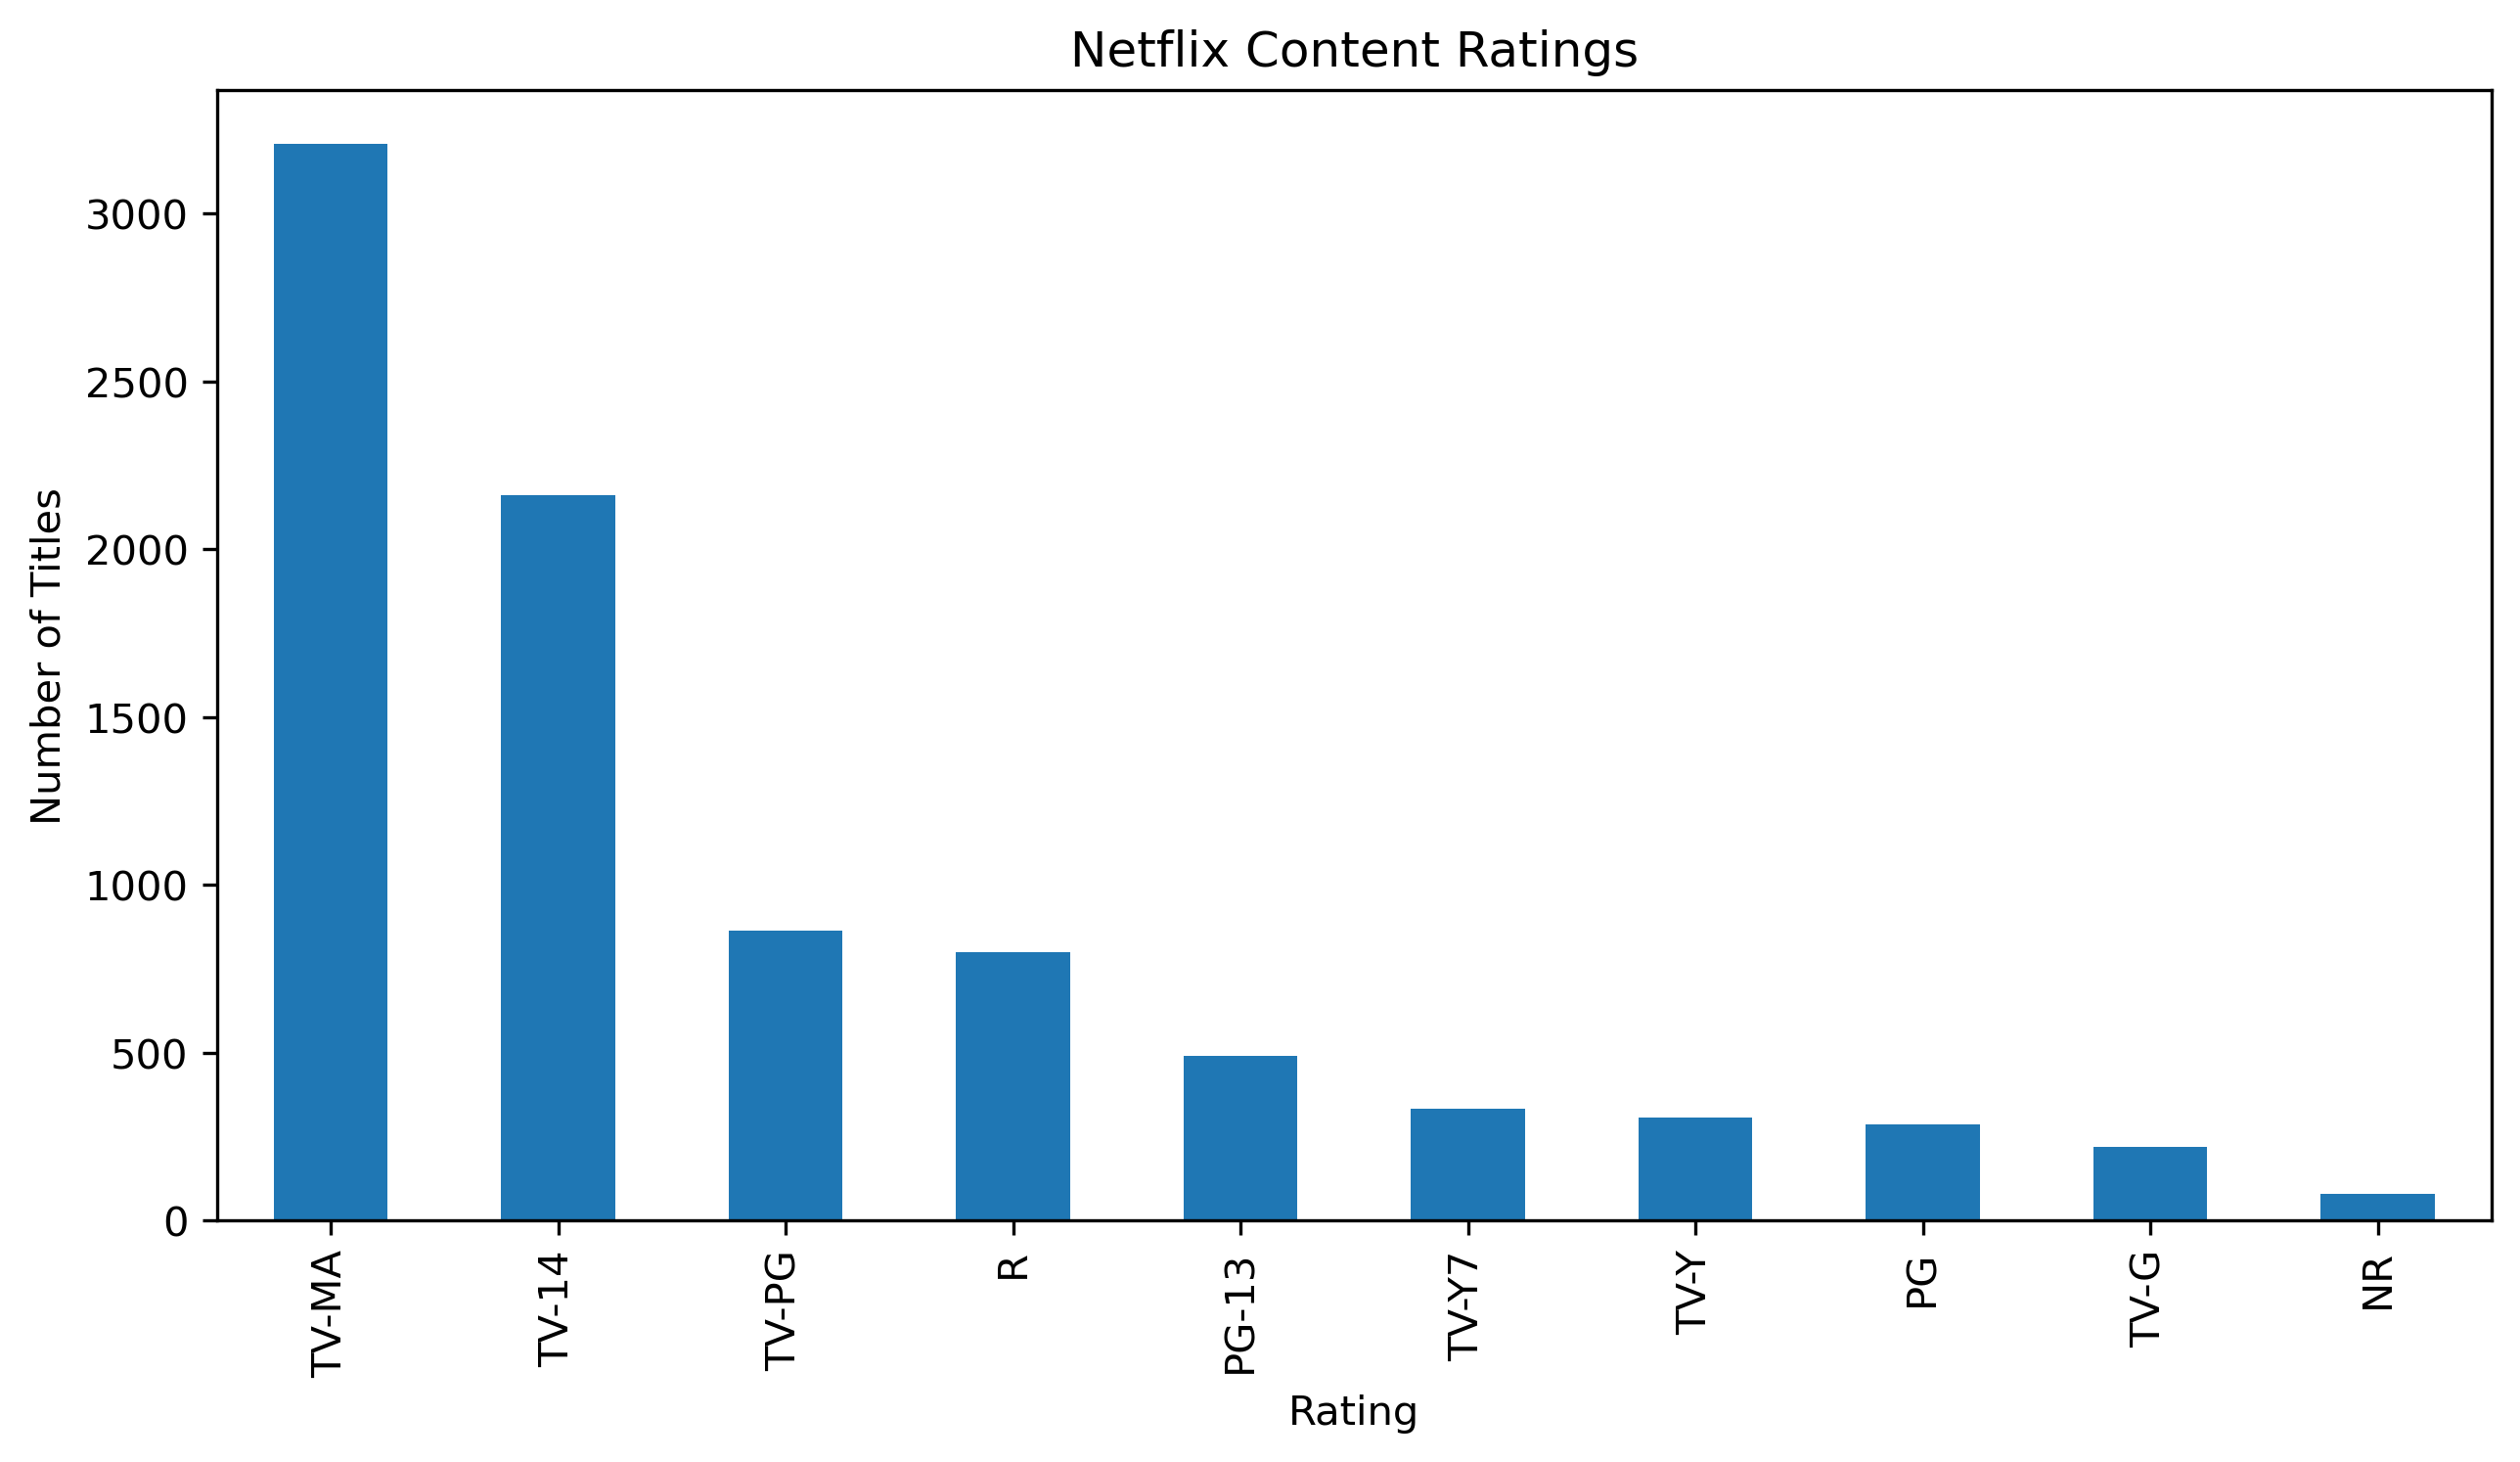 Netflix Content Ratings
Number of Titles
3000
2500
2000
1500
1000
500
0
TV-MA
TV-14
TV-PG
R
PG-13
TV-Y7
TV-Y
PG
TV-G
NR
Rating